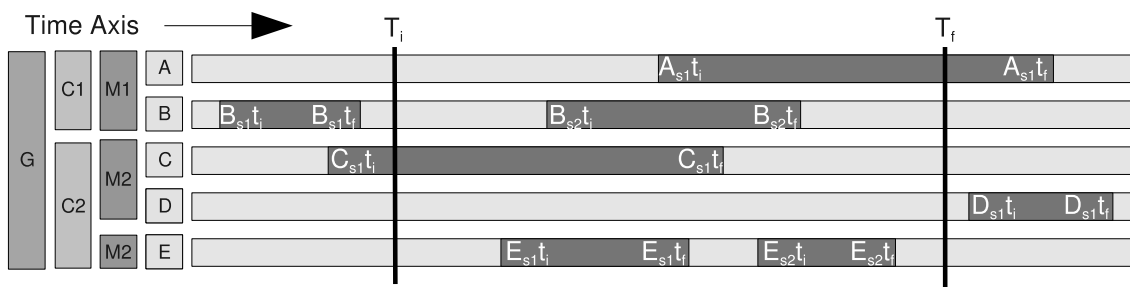 Time Axis
T_i T_f
G C1 M1 A A_s1t_i A_s1t_f
B B_s1t_i B_s1t_f B_s2t_i B_s2t_f
C2 M2 C C_s1t_i C_s1t_f
D D_s1t_i D_s1t_f
M2 E E_s1t_i E_s1t_f E_s2t_i E_s2t_f